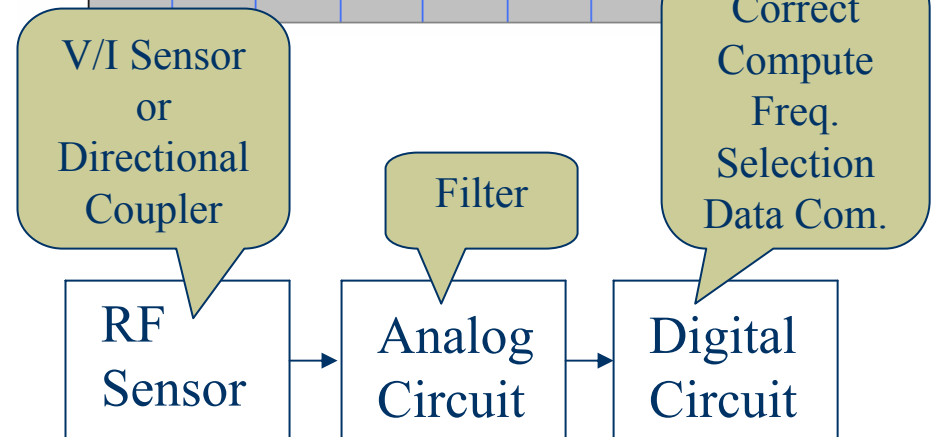 V/I Sensor
or
Directional
Coupler
Filter
Correct
Compute
Freq.
Selection
Data Com.
RF
Sensor
Analog
Circuit
Digital
Circuit